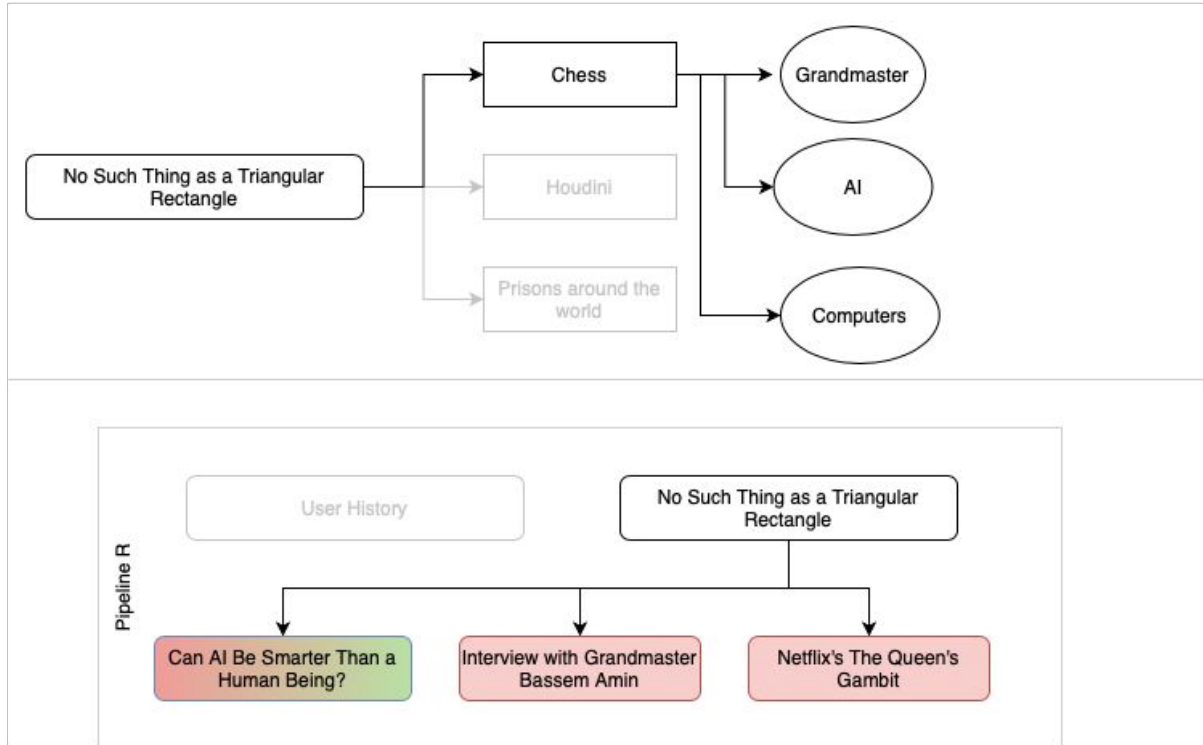 Chess
Grandmaster
No Such Thing as a Triangular
Rectangle
Houdini
AI
Prisons around the
world
Computers
Pipeline R
User History
No Such Thing as a Triangular
Rectangle
Can AI Be Smarter Than a
Human Being?
Interview with Grandmaster
Bassem Amin
Netflix's The Queen's
Gambit